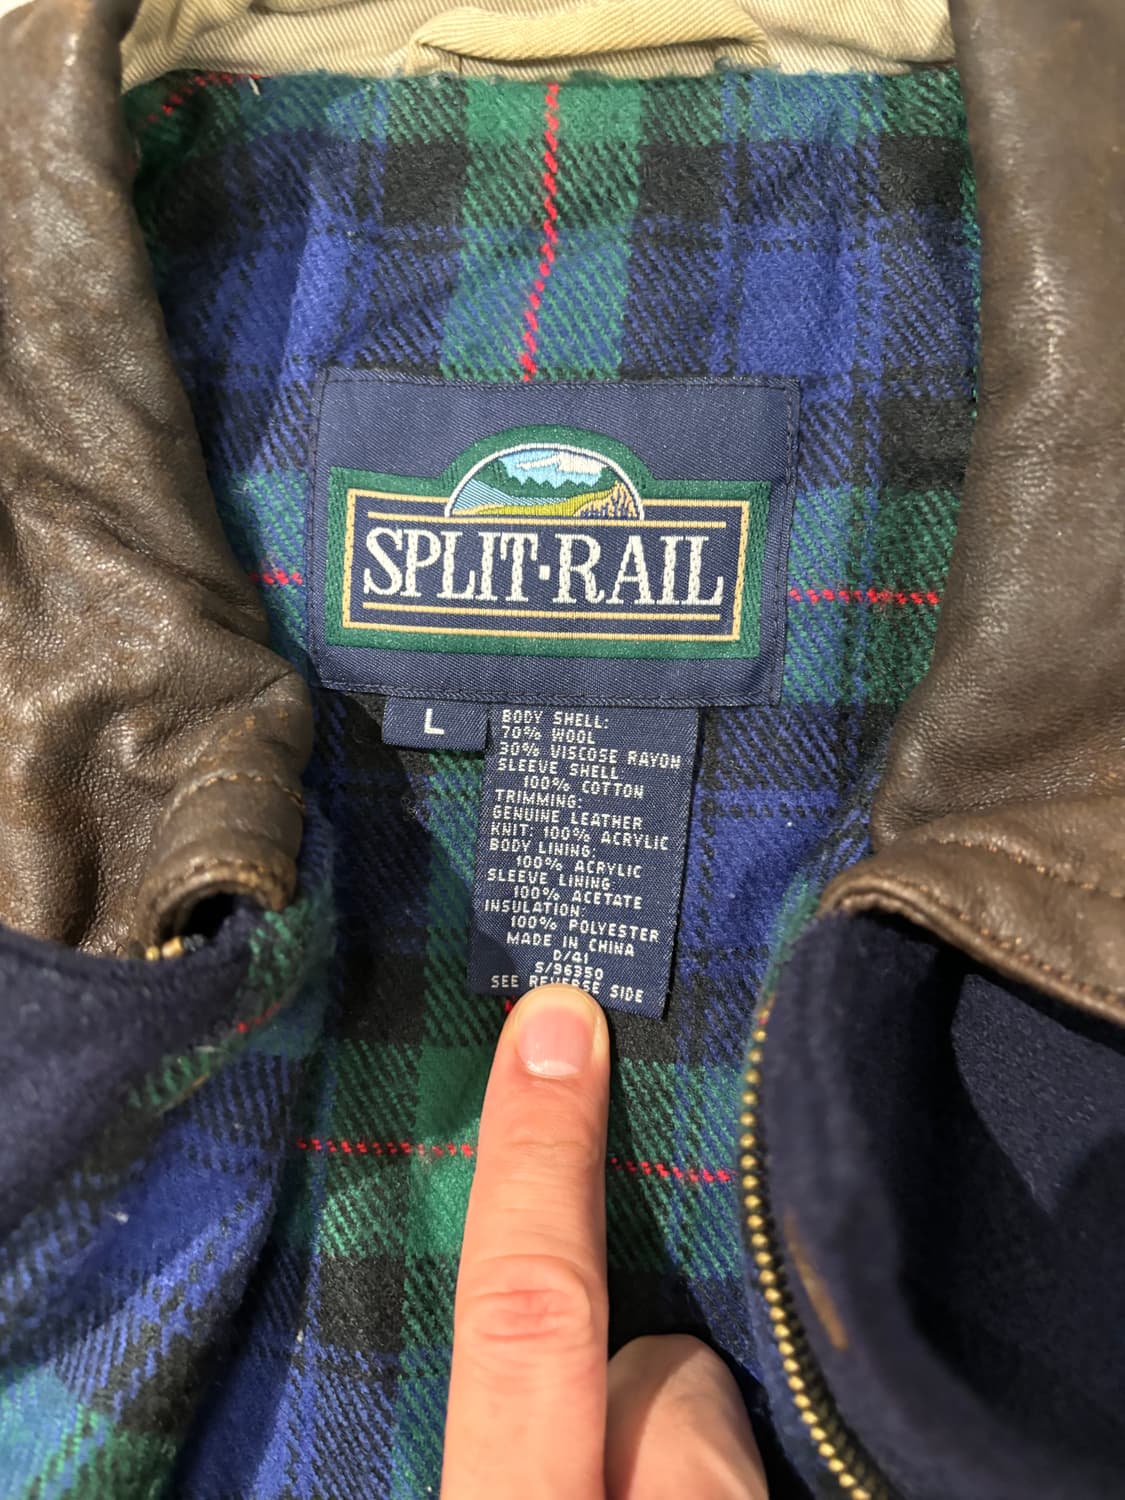 SPLIT·RAIL
L
BODY SHELL:
70% WOOL
30% VISCOSE RAYON
SLEEVE SHELL
100% COTTON
TRIMMING:
GENUINE LEATHER
KNIT: 100% ACRYLIC
BODY LINING:
100% ACRYLIC
SLEEVE LINING
100% ACETATE
INSULATION:
100% POLYESTER
MADE IN CHINA
D/41
S/96350
SEE REVERSE SIDE